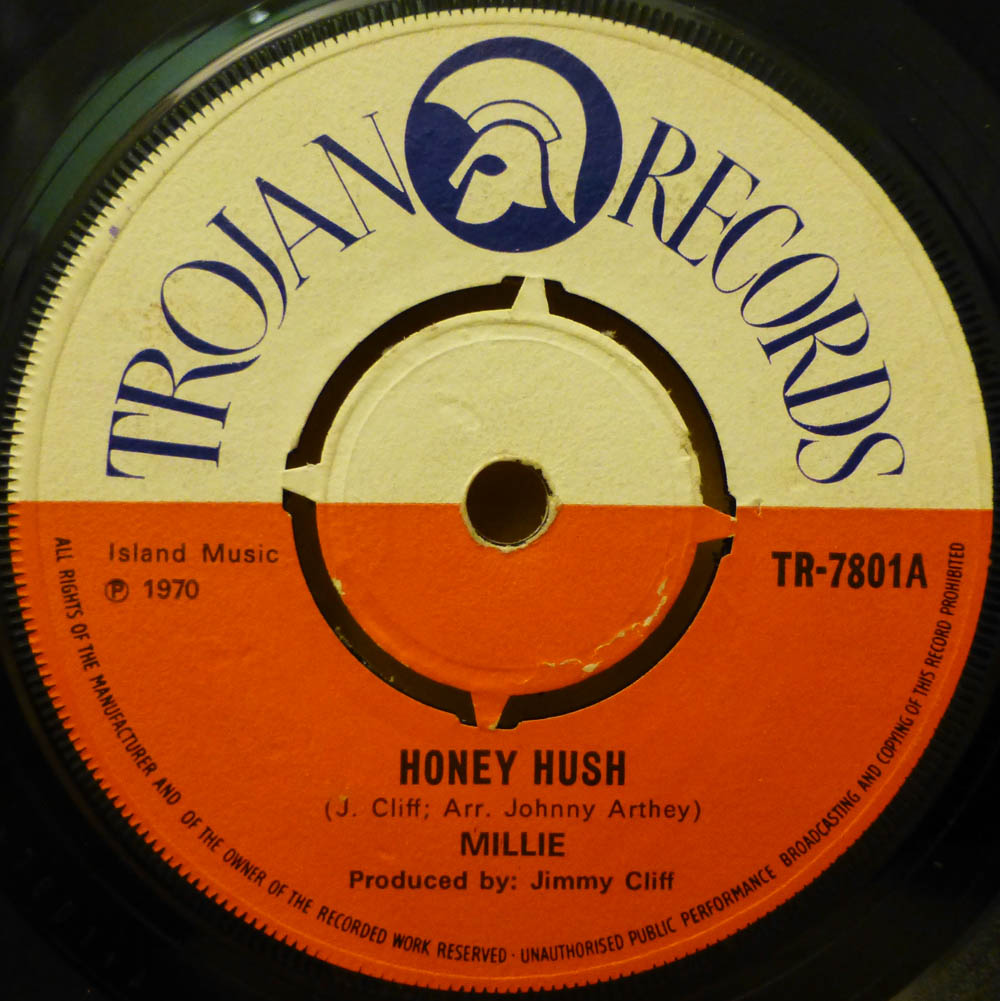 TROJAN RECORDS
Island Music
℗ 1970
TR-7801A
HONEY HUSH
(J. Cliff; Arr. Johnny Arthey)
MILLIE
Produced by: Jimmy Cliff
ALL RIGHTS OF THE MANUFACTURER AND OF THE OWNER OF THE RECORDED WORK RESERVED · UNAUTHORISED PUBLIC PERFORMANCE BROADCASTING AND COPYING OF THIS RECORD PROHIBITED